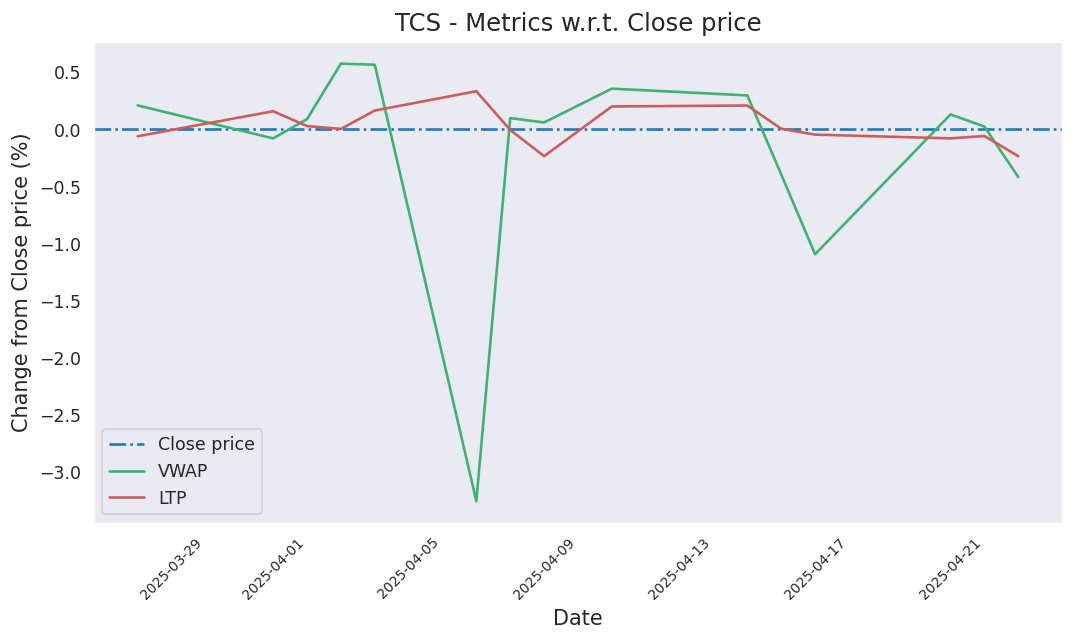 TCS - Metrics w.r.t. Close price
Change from Close price (%)
0.5
0.0
−0.5
−1.0
−1.5
−2.0
−2.5
−3.0
Close price
VWAP
LTP
2025-03-29
2025-04-01
2025-04-05
2025-04-09
2025-04-13
2025-04-17
2025-04-21
Date